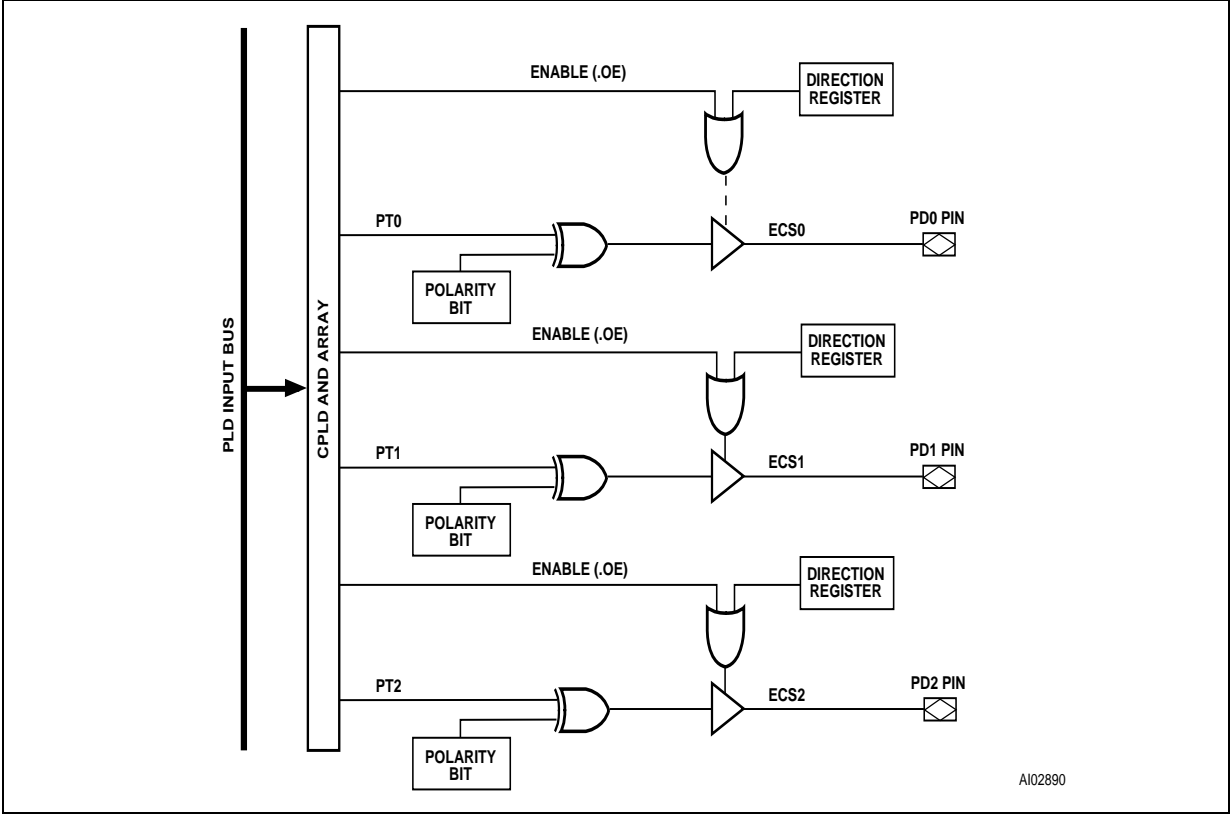 ENABLE (.OE)
DIRECTION
REGISTER
PT0
ECS0
PD0 PIN
POLARITY
BIT
ENABLE (.OE)
DIRECTION
REGISTER
PLD INPUT BUS
CPLD AND ARRAY
PT1
ECS1
PD1 PIN
POLARITY
BIT
ENABLE (.OE)
DIRECTION
REGISTER
PT2
ECS2
PD2 PIN
POLARITY
BIT
AI02890